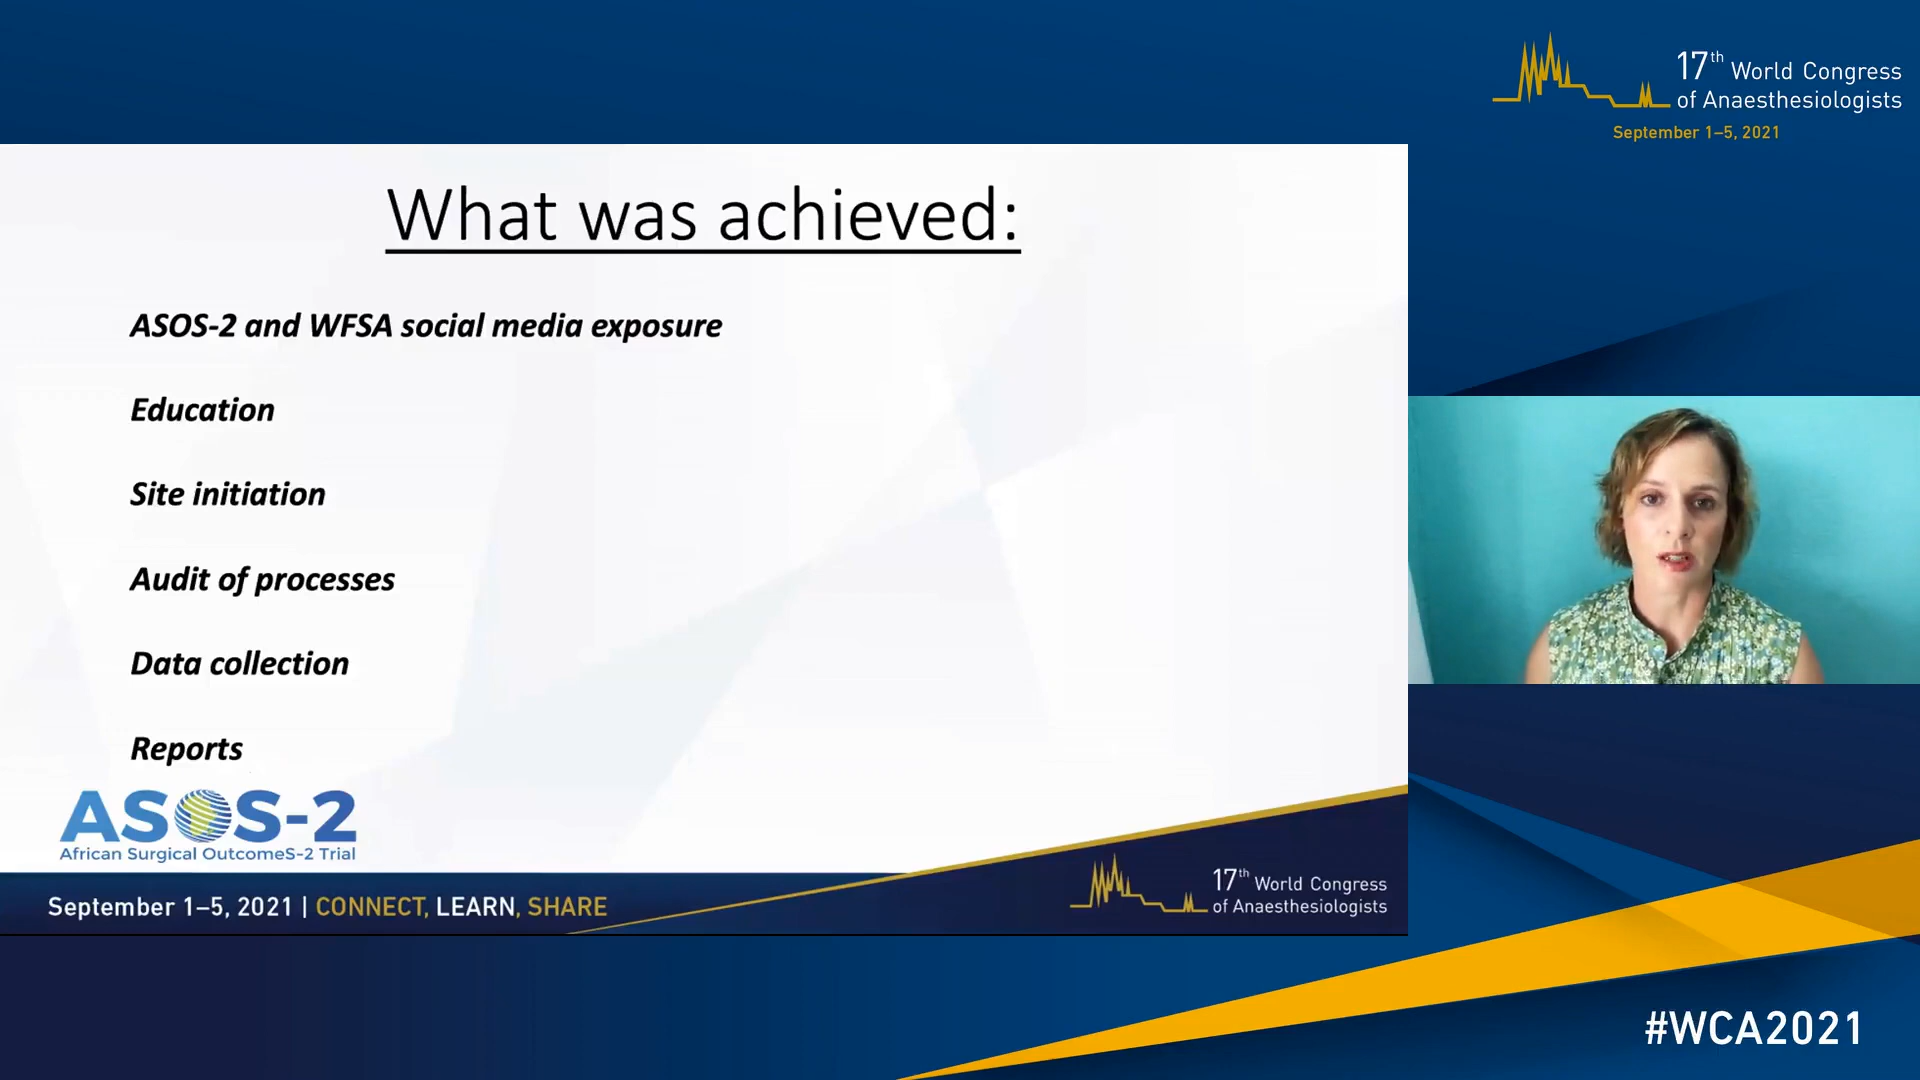 17th World Congress
of Anaesthesiologists
September 1–5, 2021
What was achieved:
ASOS-2 and WFSA social media exposure
Education
Site initiation
Audit of processes
Data collection
Reports
ASOS-2
African Surgical OutcomeS-2 Trial
September 1–5, 2021 | CONNECT, LEARN, SHARE
17th World Congress
of Anaesthesiologists
#WCA2021